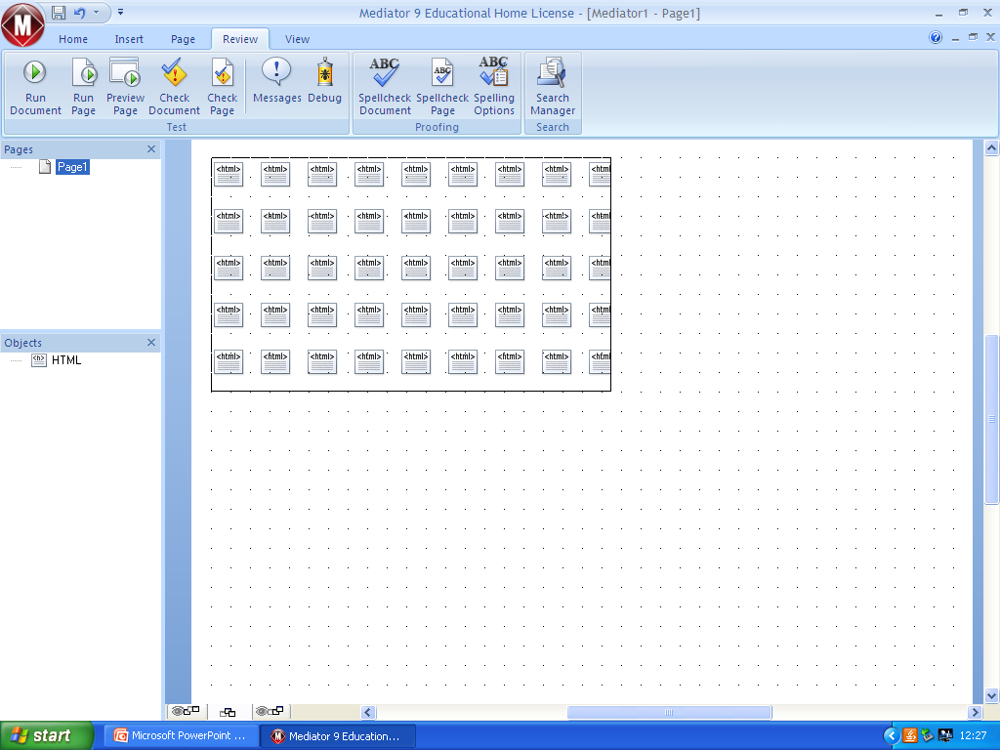 Mediator 9 Educational Home License - [Mediator1 - Page1]
Home Insert Page Review View
Run Document Run Page Preview Page Check Document Check Page Messages Debug ABC Spellcheck Document ABC Spellcheck Page ABC Spelling Options Search Manager
Test Proofing Search
Pages
Page1
Objects
<h> HTML
<html> <html> <html> <html> <html> <html> <html> <html> <html
<html> <html> <html> <html> <html> <html> <html> <html> <html
<html> <html> <html> <html> <html> <html> <html> <html> <html
<html> <html> <html> <html> <html> <html> <html> <html> <html
<html> <html> <html> <html> <html> <html> <html> <html> <html
start Microsoft PowerPoint ... Mediator 9 Education... 12:27